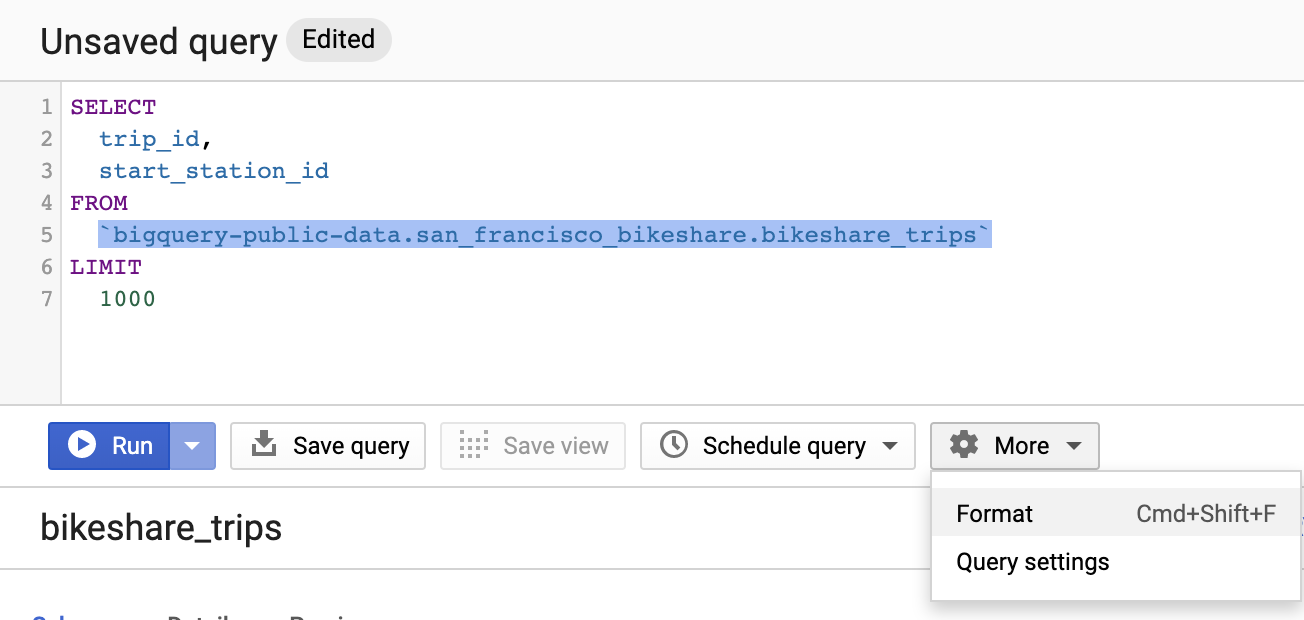 Unsaved query Edited
1 SELECT
2 trip_id,
3 start_station_id
4 FROM
5 `bigquery-public-data.san_francisco_bikeshare.bikeshare_trips`
6 LIMIT
7 1000
Run Save query Save view Schedule query More
Format Cmd+Shift+F
bikeshare_trips
Query settings